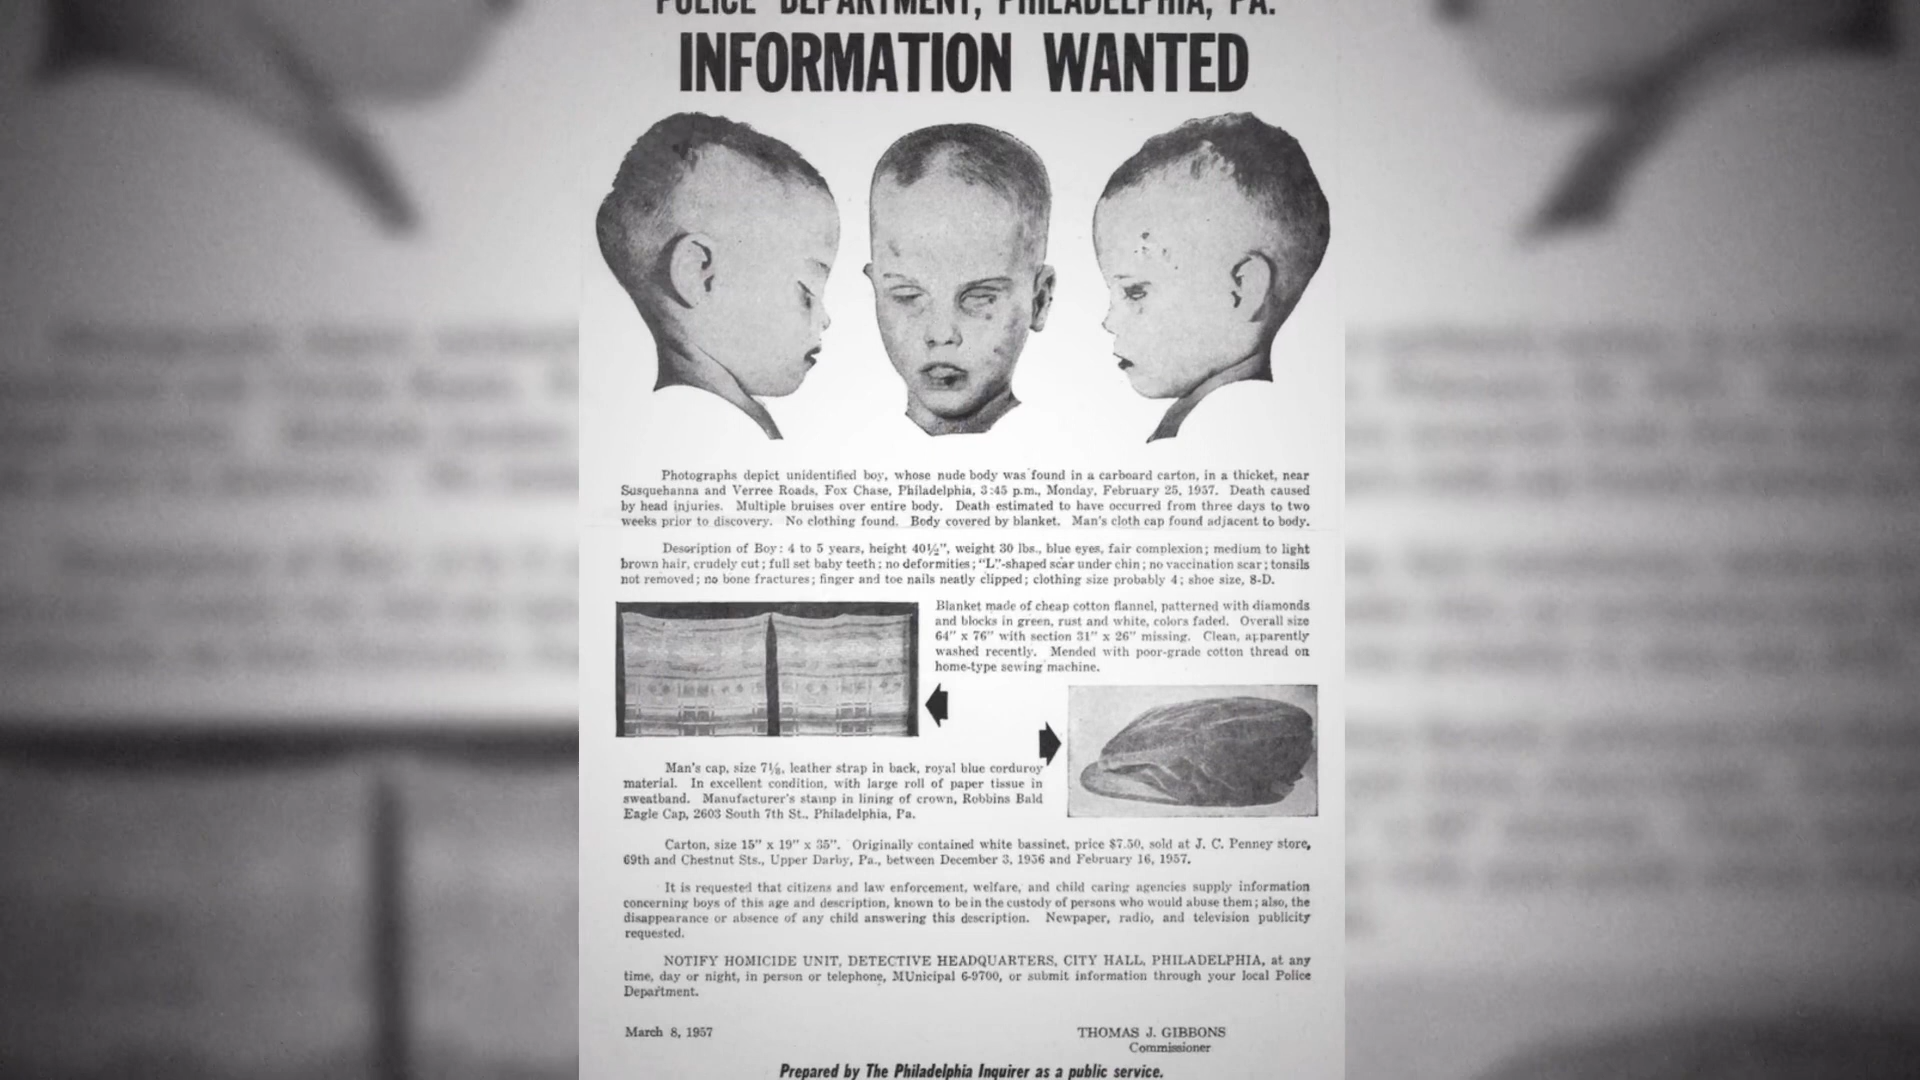 POLICE DEPARTMENT, PHILADELPHIA, PA.
INFORMATION WANTED
Photographs depict unidentified boy, whose nude body was found in a carboard carton, in a thicket, near
Susquehanna and Verree Roads, Fox Chase, Philadelphia, 3:45 p.m., Monday, February 25, 1957. Death caused
by head injuries. Multiple bruises over entire body. Death estimated to have occurred from three days to two
weeks prior to discovery. No clothing found. Body covered by blanket. Man's cloth cap found adjacent to body.
Description of Boy: 4 to 5 years, height 40½", weight 30 lbs., blue eyes, fair complexion; medium to light
brown hair, crudely cut; full set baby teeth; no deformities; "L"-shaped scar under chin; no vaccination scar; tonsils
not removed; no bone fractures; finger and toe nails neatly clipped; clothing size probably 4; shoe size, 8-D.
Blanket made of cheap cotton flannel, patterned with diamonds
and blocks in green, rust and white, colors faded. Overall size
64" x 76" with section 31" x 26" missing. Clean, apparently
washed recently. Mended with poor-grade cotton thread on
home-type sewing machine.
Man's cap, size 7⅛, leather strap in back, royal blue corduroy
material. In excellent condition, with large roll of paper tissue in
sweatband. Manufacturer's stamp in lining of crown, Robbins Bald
Eagle Cap, 2603 South 7th St., Philadelphia, Pa.
Carton, size 15" x 19" x 35". Originally contained white bassinet, price $7.50, sold at J. C. Penney store,
69th and Chestnut Sts., Upper Darby, Pa., between December 3, 1956 and February 16, 1957.
It is requested that citizens and law enforcement, welfare, and child caring agencies supply information
concerning boys of this age and description, known to be in the custody of persons who would abuse them; also, the
disappearance or absence of any child answering this description. Newpaper, radio, and television publicity
requested.
NOTIFY HOMICIDE UNIT, DETECTIVE HEADQUARTERS, CITY HALL, PHILADELPHIA, at any
time, day or night, in person or telephone, MUnicipal 6-9700, or submit information through your local Police
Department.
March 8, 1957
THOMAS J. GIBBONS
Commissioner
Prepared by The Philadelphia Inquirer as a public service.